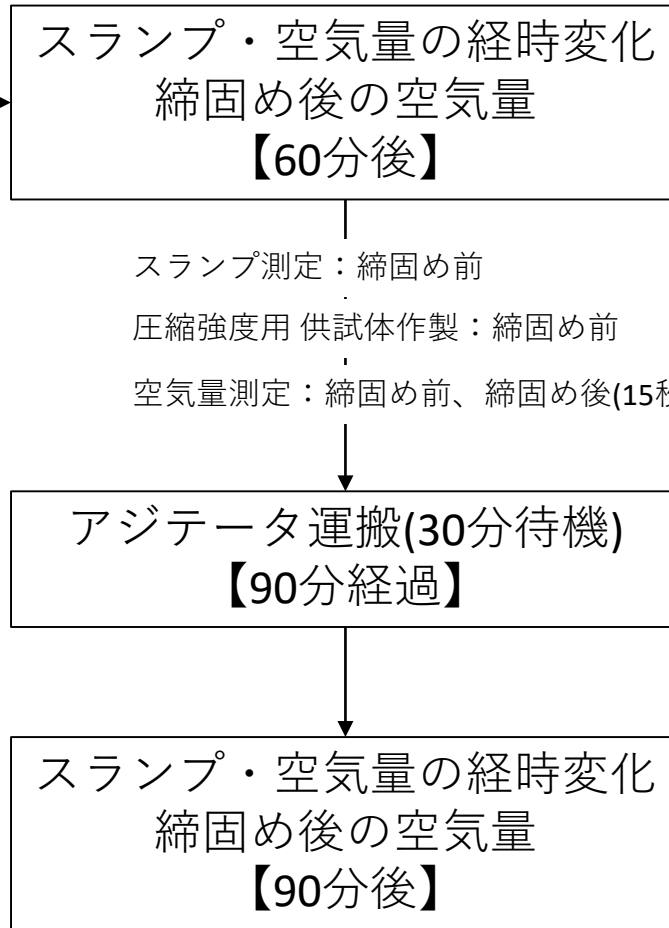 スランプ・空気量の経時変化
締固め後の空気量
【60分後】
スランプ測定：締固め前
圧縮強度用 供試体作製：締固め前
空気量測定：締固め前、締固め後(15秒
アジテータ運搬(30分待機)
【90分経過】
スランプ・空気量の経時変化
締固め後の空気量
【90分後】